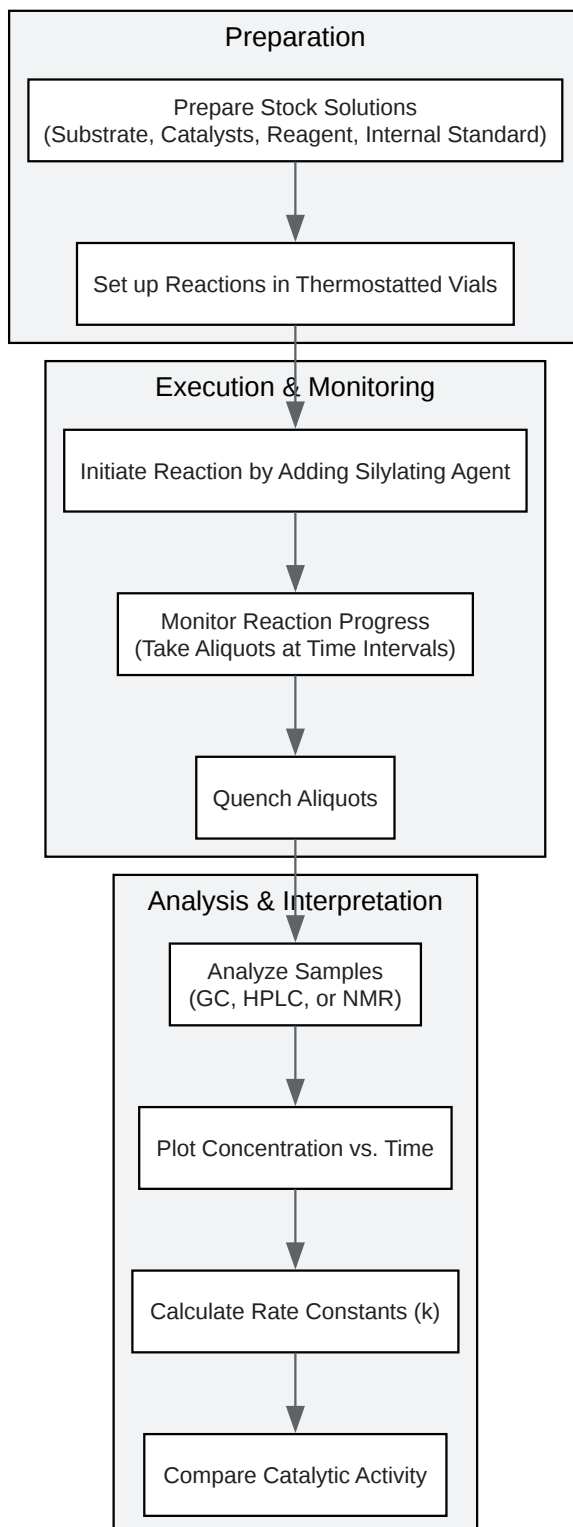 Preparation
Prepare Stock Solutions
(Substrate, Catalysts, Reagent, Internal Standard)
Set up Reactions in Thermostatted Vials
Execution & Monitoring
Initiate Reaction by Adding Silylating Agent
Monitor Reaction Progress
(Take Aliquots at Time Intervals)
Quench Aliquots
Analysis & Interpretation
Analyze Samples
(GC, HPLC, or NMR)
Plot Concentration vs. Time
Calculate Rate Constants (k)
Compare Catalytic Activity